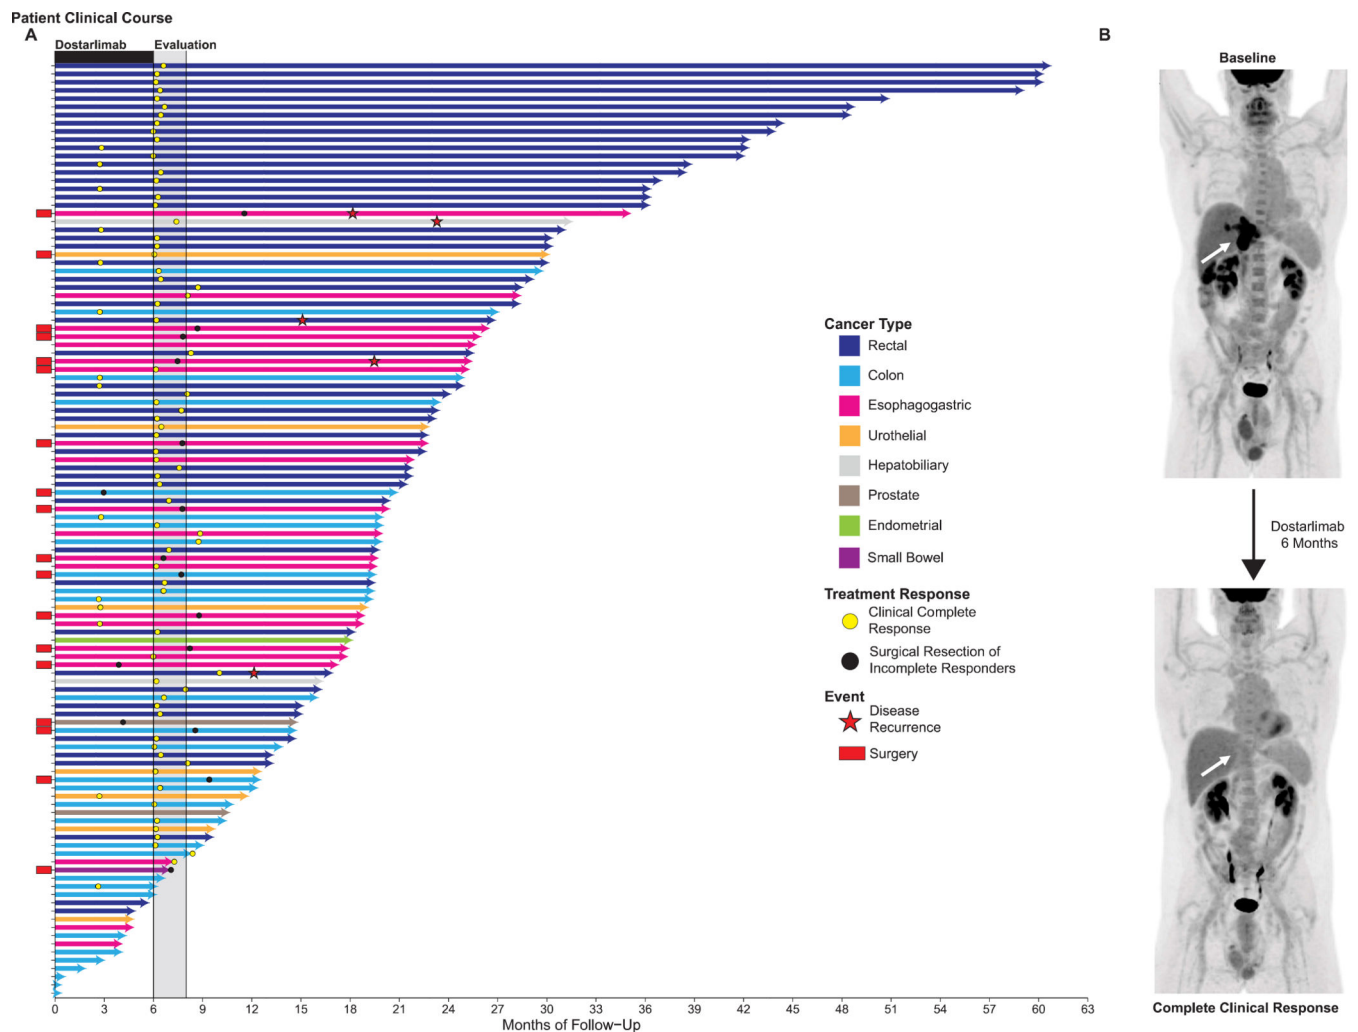 Patient Clinical Course
A
B
Dostarlimab
Evaluation
Baseline
Cancer Type
Rectal
Colon
Esophagogastric
Urothelial
Hepatobiliary
Prostate
Endometrial
Small Bowel
Treatment Response
Clinical Complete
Response
Surgical Resection of
Incomplete Responders
Event
Disease
Recurrence
Surgery
Dostarlimab
6 Months
0 3 6 9 12 15 18 21 24 27 30 33 36 39 42 45 48 51 54 57 60 63
Months of Follow−Up
Complete Clinical Response